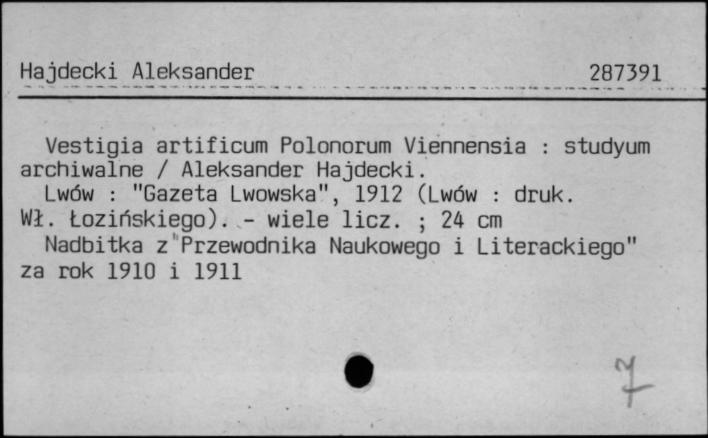 Hajdecki Aleksander 287391
Vestigia artificum Polonorum Viennensia : studyum
archiwalne / Aleksander Hajdecki.
Lwów : "Gazeta Lwowska", 1912 (Lwów : druk.
Wł. Łozińskiego). - wiele licz. ; 24 cm
Nadbitka z "Przewodnika Naukowego i Literackiego"
za rok 1910 i 1911
7